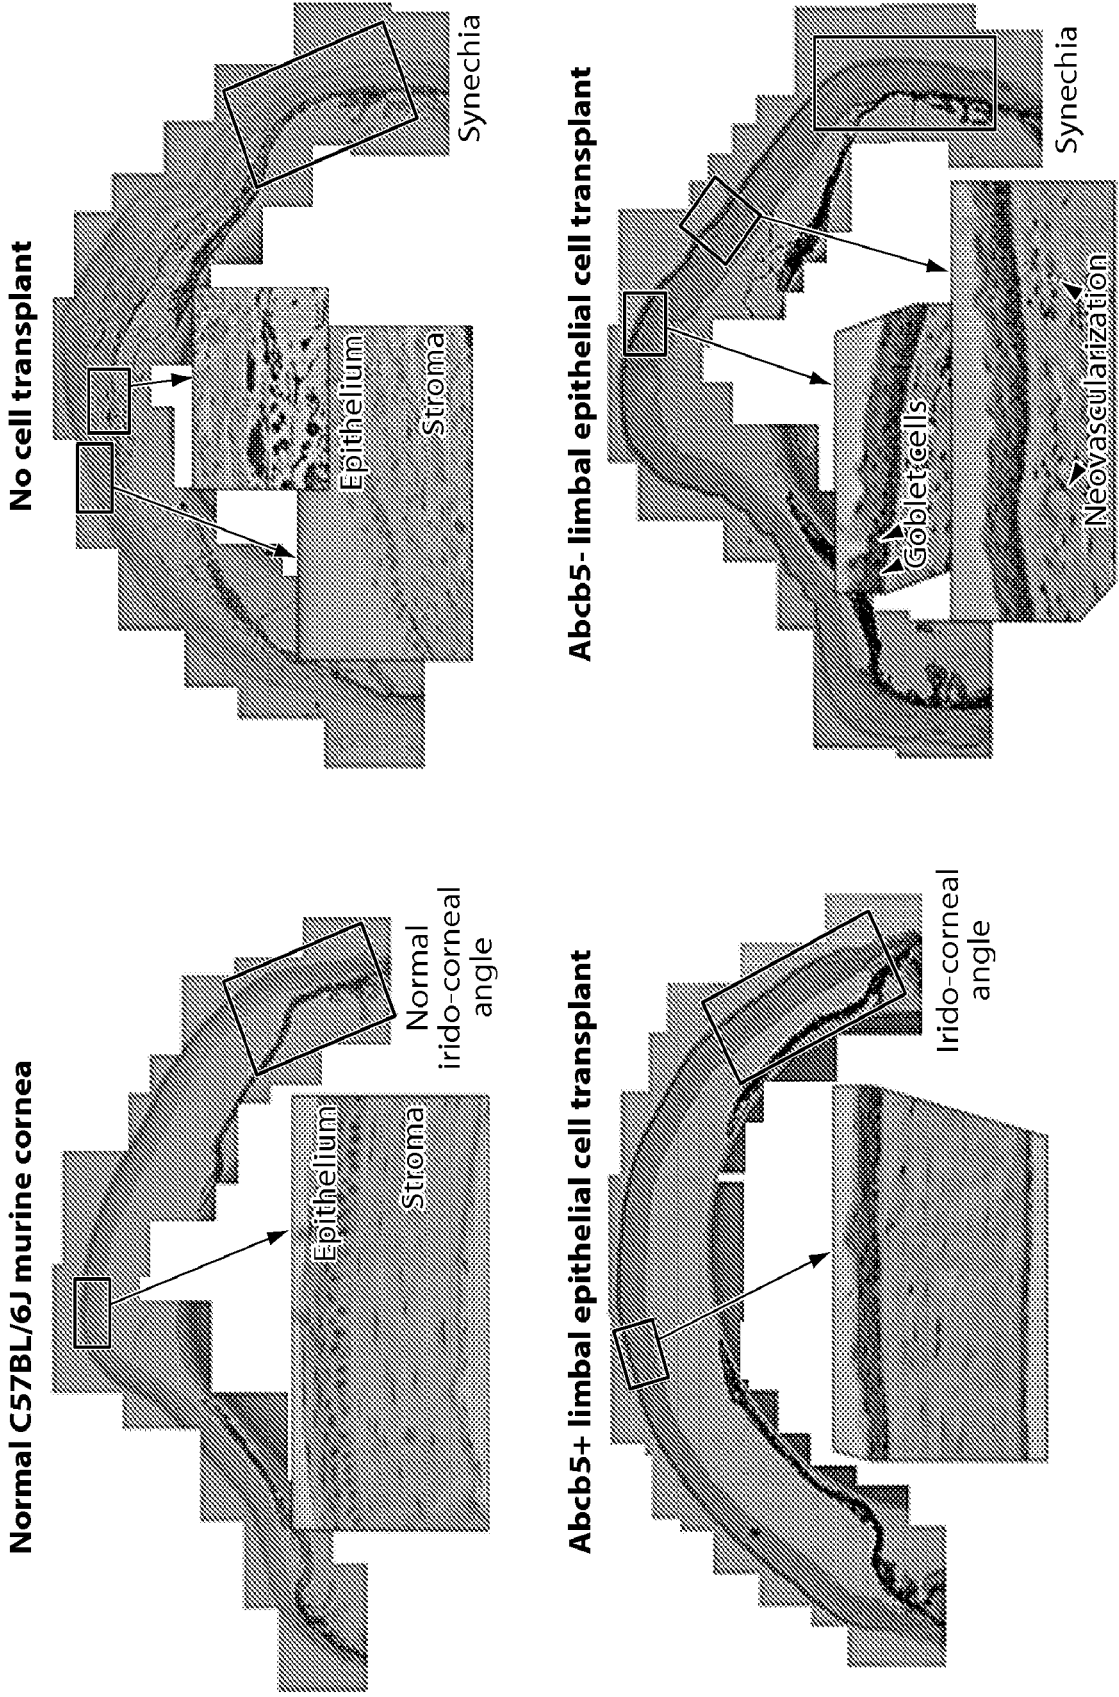 Normal C57BL/6J murine cornea
Epithelium
Stroma
Normal
irido-corneal
angle
No cell transplant
Epithelium
Stroma
Synechia
Abcb5+ limbal epithelial cell transplant
Irido-corneal
angle
Abcb5- limbal epithelial cell transplant
Goblet cells
Neovascularization
Synechia